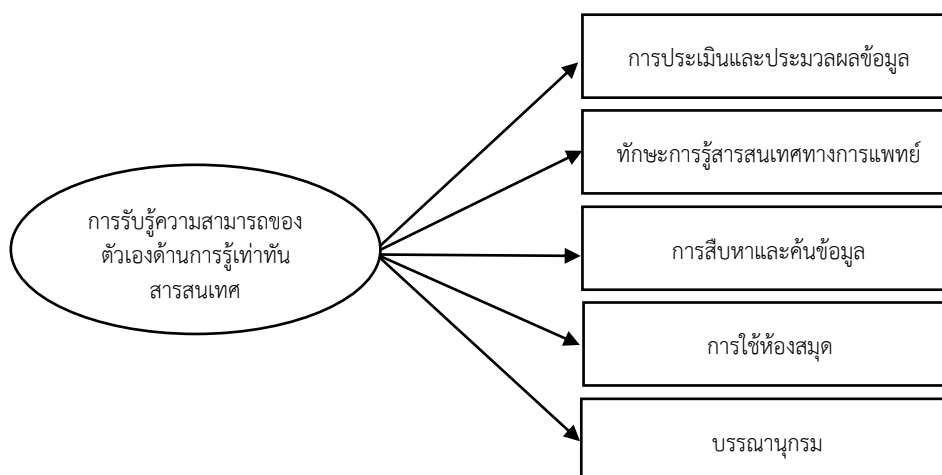 การประเมินและประมวลผลข้อมูล
ทักษะการรู้สารสนเทศทางการแพทย์
การรับรู้ความสามารถของ
ตัวเองด้านการรู้เท่าทัน
สารสนเทศ
การสืบหาและค้นข้อมูล
การใช้ห้องสมุด
บรรณานุกรม